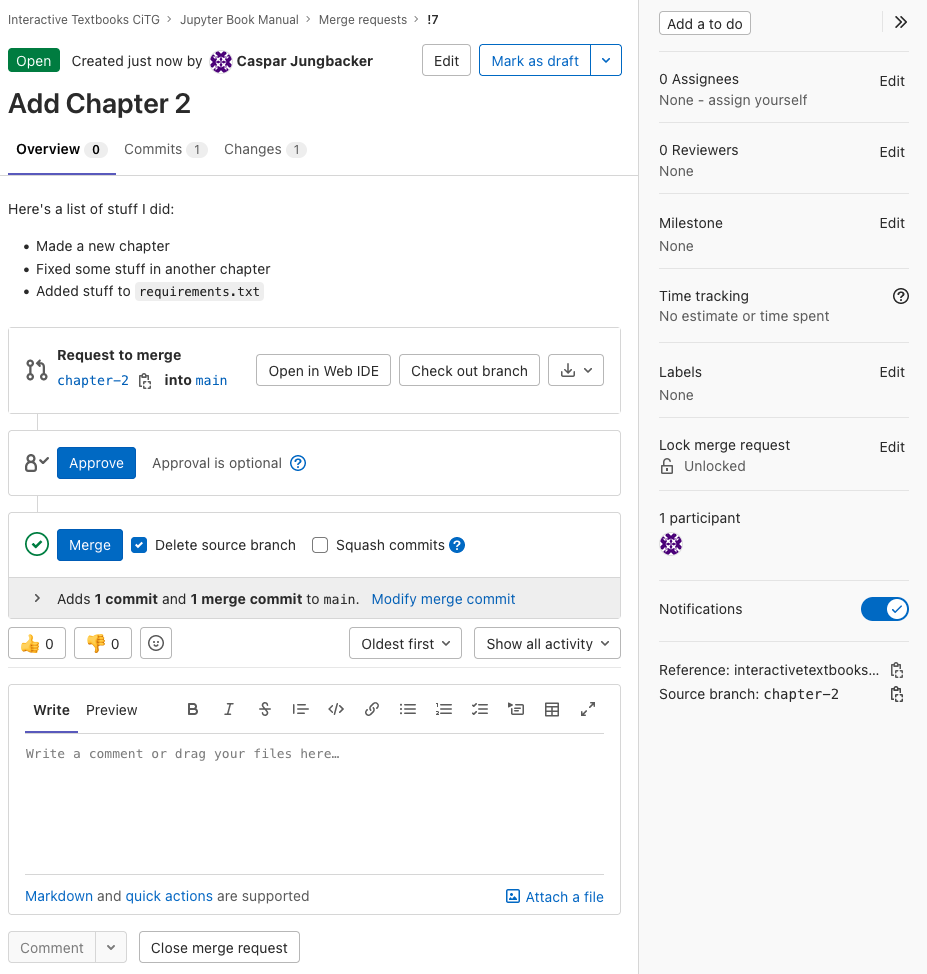 Interactive Textbooks CiTG › Jupyter Book Manual › Merge requests › !7
Open Created just now by Caspar Jungbacker Edit Mark as draft
Add Chapter 2
Overview 0 Commits 1 Changes 1
Here's a list of stuff I did:
• Made a new chapter
• Fixed some stuff in another chapter
• Added stuff to requirements.txt
Request to merge
chapter-2 into main
Open in Web IDE Check out branch
Approve Approval is optional
Merge Delete source branch Squash commits
Adds 1 commit and 1 merge commit to main. Modify merge commit
👍 0 👎 0 Oldest first Show all activity
Write Preview
Write a comment or drag your files here…
Markdown and quick actions are supported Attach a file
Comment Close merge request
Add a to do
0 Assignees Edit
None - assign yourself
0 Reviewers Edit
None
Milestone Edit
None
Time tracking
No estimate or time spent
Labels Edit
None
Lock merge request Edit
Unlocked
1 participant
Notifications
Reference: interactivetextbooks...
Source branch: chapter-2